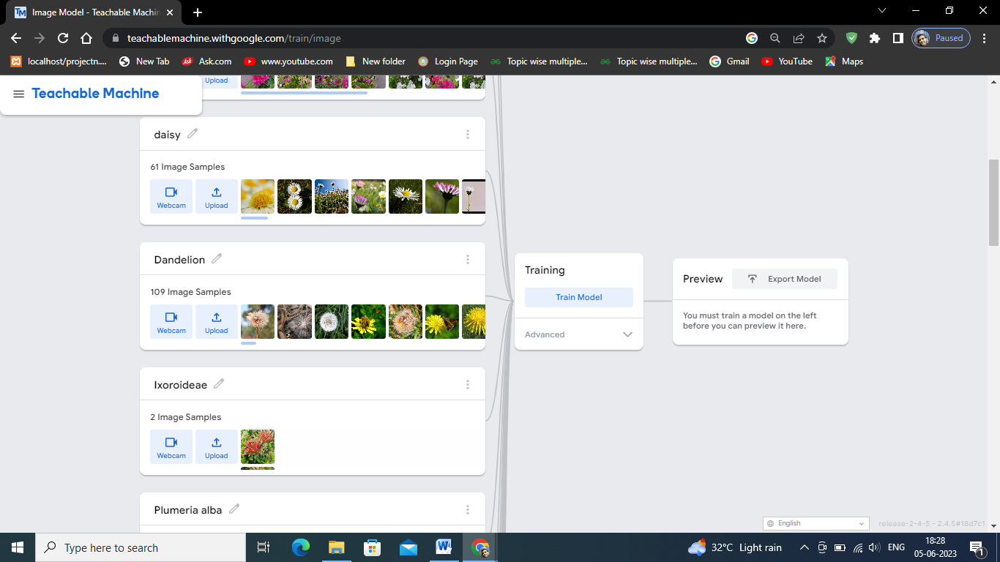 Image Model - Teachable Machin
teachablemachine.withgoogle.com/train/image
Paused
localhost/projectn....
New Tab
Ask.com
www.youtube.com
New folder
Login Page
Topic wise multiple...
Topic wise multiple...
Gmail
YouTube
Maps
Upload
Teachable Machine
daisy
61 Image Samples
Webcam
Upload
Dandelion
109 Image Samples
Webcam
Upload
Ixoroideae
2 Image Samples
Webcam
Upload
Plumeria alba
Training
Train Model
Advanced
Preview
Export Model
You must train a model on the left
before you can preview it here.
English
release-2-4-5 - 2.4.5#18d7c1
Type here to search
32°C Light rain
ENG
18:28
05-06-2023
1